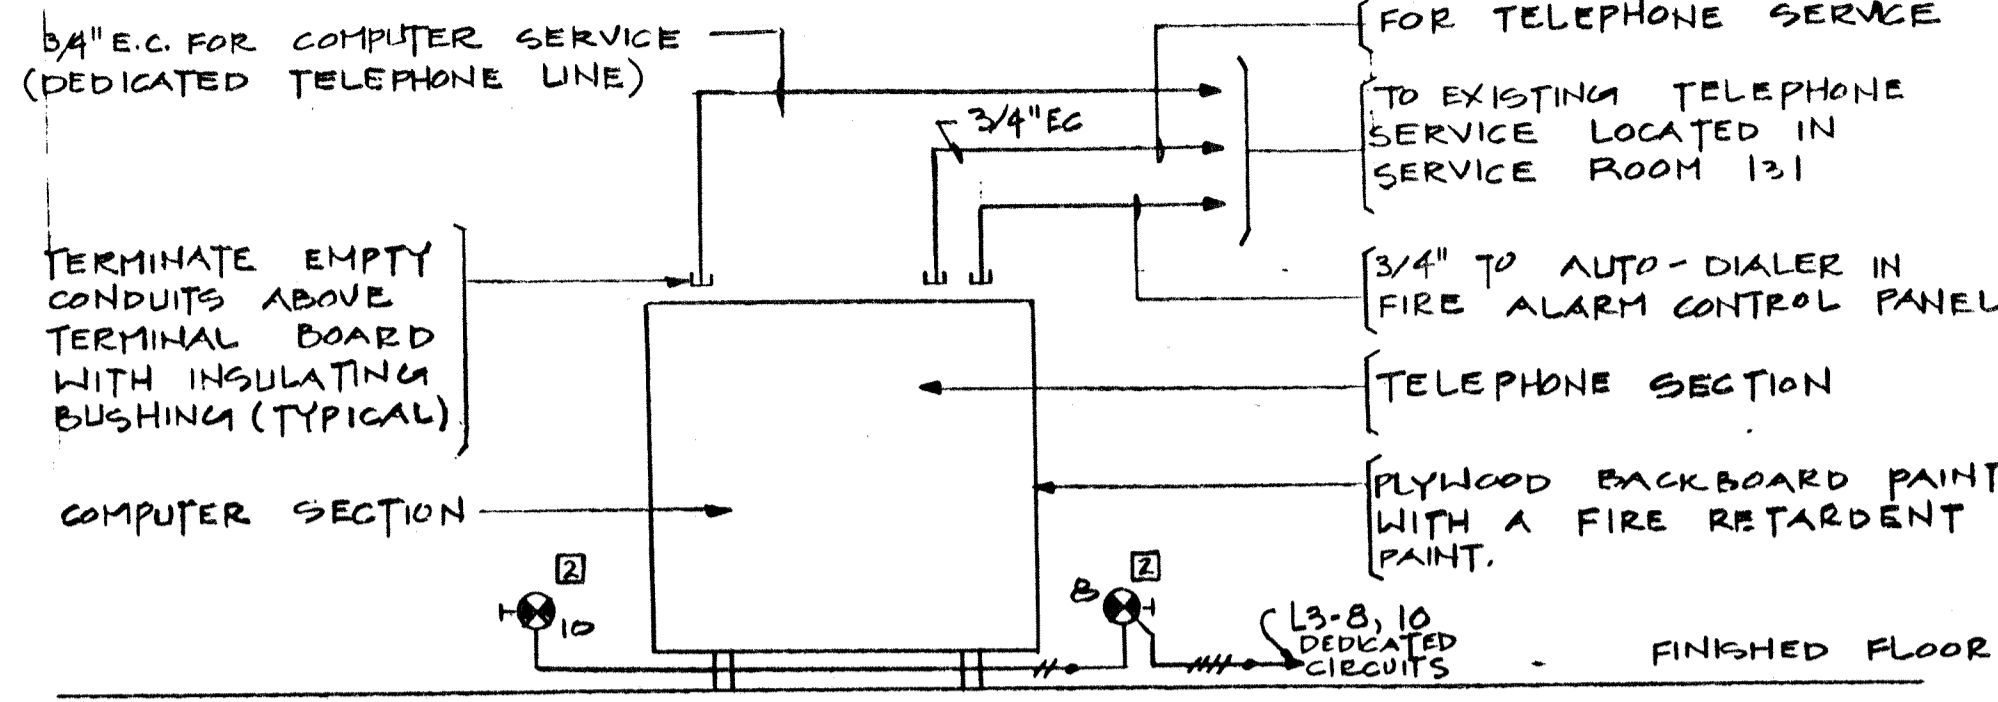 3/4" E.C. FOR COMPUTER SERVICE
(DEDICATED TELEPHONE LINE)
FOR TELEPHONE SERVICE
3/4" EC
TO EXISTING TELEPHONE
SERVICE LOCATED IN
SERVICE ROOM 131
TERMINATE EMPTY
CONDUITS ABOVE
TERMINAL BOARD
WITH INSULATING
BUSHING (TYPICAL)
3/4" TO AUTO-DIALER IN
FIRE ALARM CONTROL PANEL
TELEPHONE SECTION
COMPUTER SECTION
PLYWOOD BACKBOARD PAINT
WITH A FIRE RETARDENT
PAINT.
2
10
2
8
L3-8, 10
DEDICATED
CIRCUITS
FINISHED FLOOR